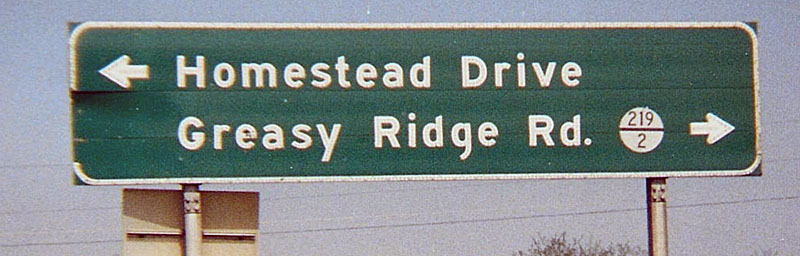 ← Homestead Drive
Greasy Ridge Rd. 219/2 →